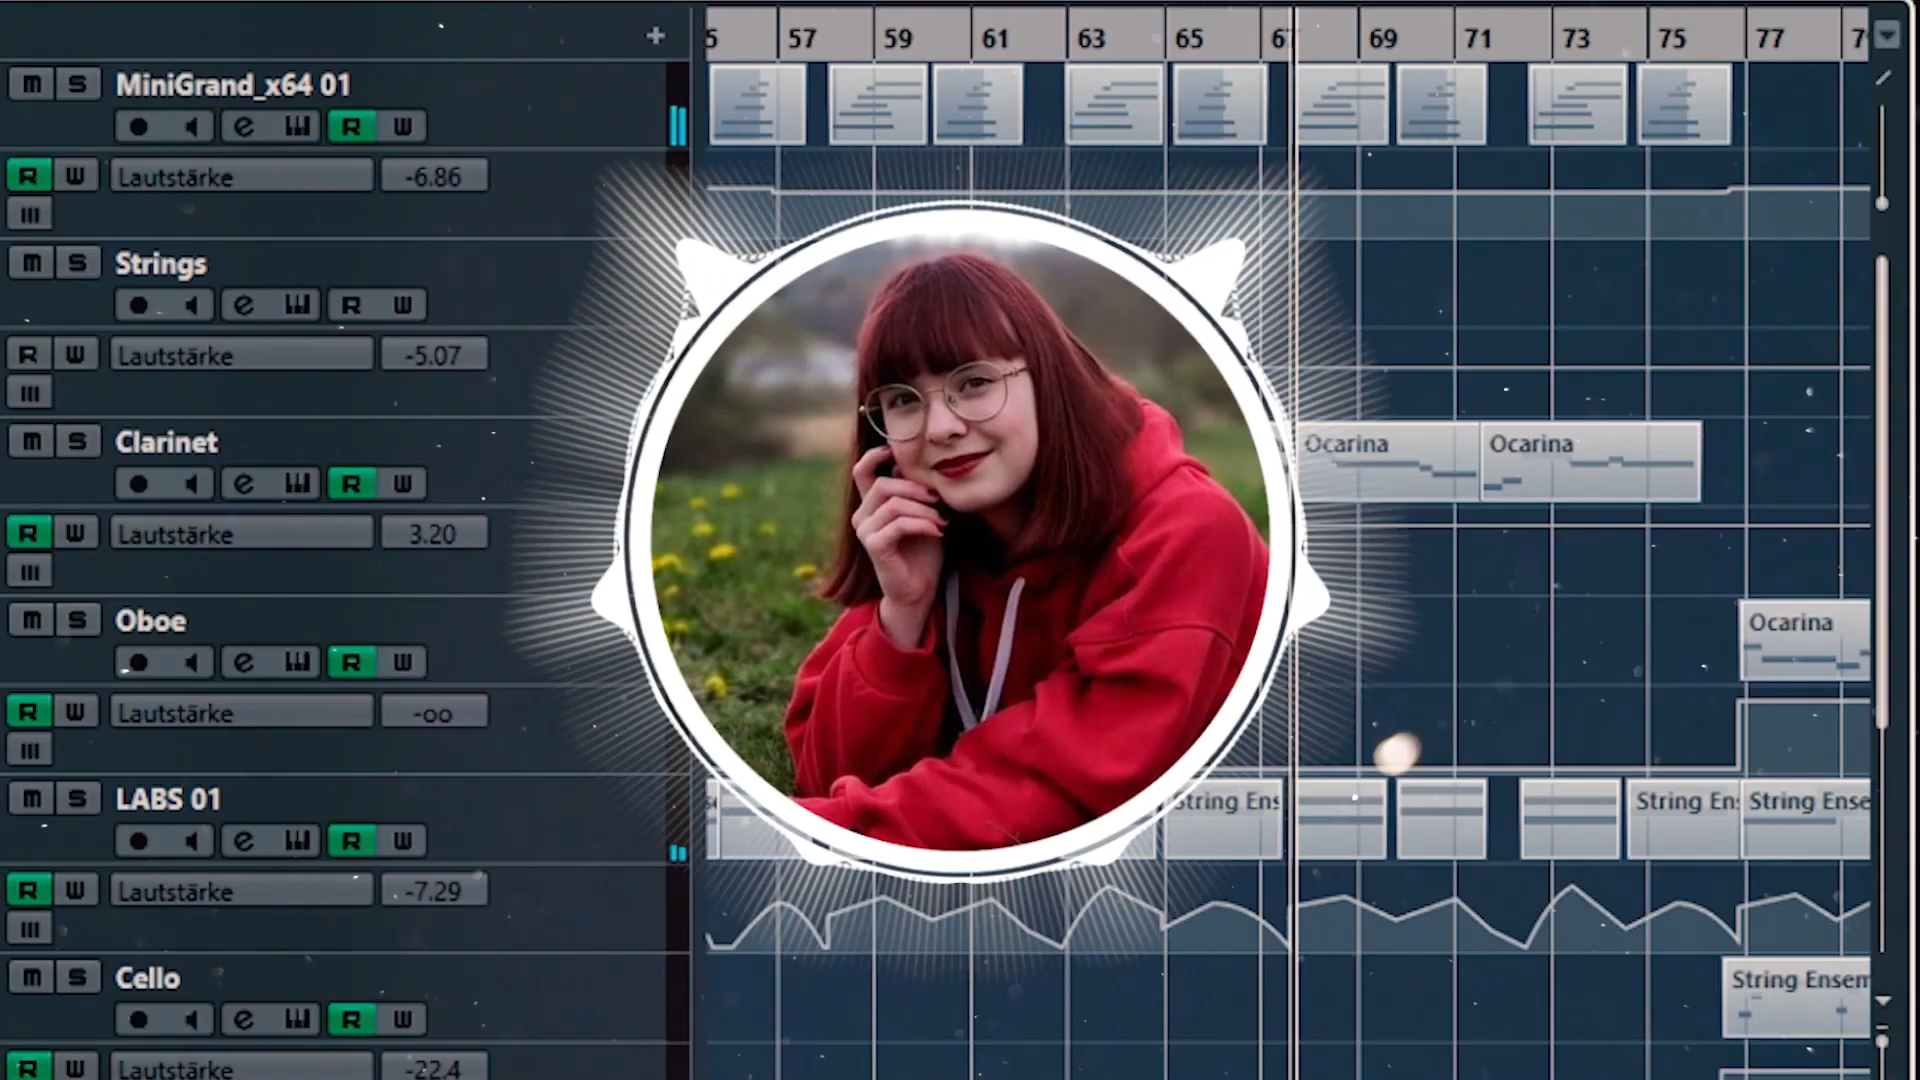 57 59 61 63 65 67 69 71 73 75 77
M S MiniGrand_x64 01
e R W
R W Lautstärke -6.86
M S Strings
e R W
R W Lautstärke -5.07
M S Clarinet
e R W
Ocarina Ocarina
R W Lautstärke 3.20
M S Oboe
e R W
Ocarina
R W Lautstärke -oo
M S LABS 01
e R W
String Ens String En String Ense
R W Lautstärke -7.29
M S Cello
e R W
String Ensem
R W Lautstärke -22.4